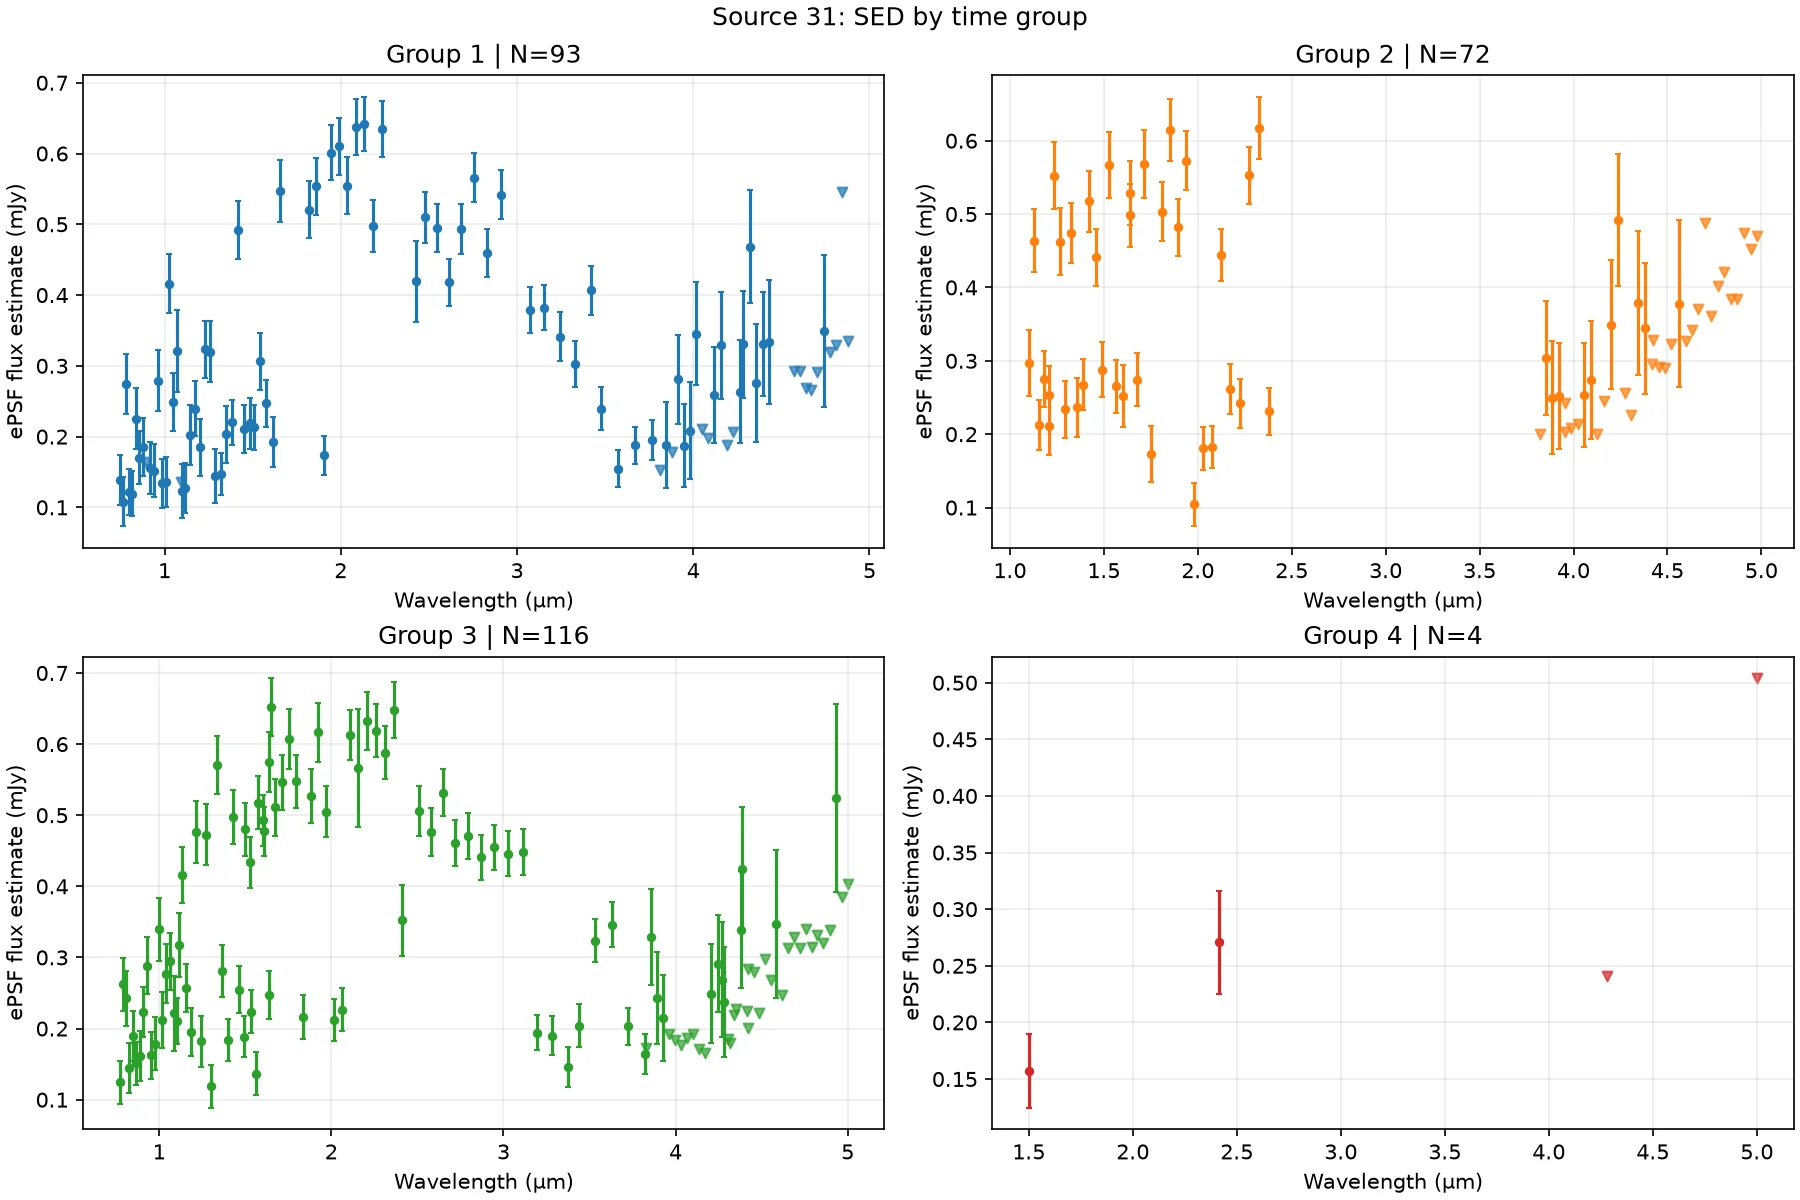 Source 31: SED by time group
Group 1 | N=93
ePSF flux estimate (mJy)
0.7
0.6
0.5
0.4
0.3
0.2
0.1
1 2 3 4 5
Wavelength (μm)
Group 2 | N=72
ePSF flux estimate (mJy)
0.6
0.5
0.4
0.3
0.2
0.1
1.0 1.5 2.0 2.5 3.0 3.5 4.0 4.5 5.0
Wavelength (μm)
Group 3 | N=116
ePSF flux estimate (mJy)
0.7
0.6
0.5
0.4
0.3
0.2
0.1
1 2 3 4 5
Wavelength (μm)
Group 4 | N=4
ePSF flux estimate (mJy)
0.50
0.45
0.40
0.35
0.30
0.25
0.20
0.15
1.5 2.0 2.5 3.0 3.5 4.0 4.5 5.0
Wavelength (μm)